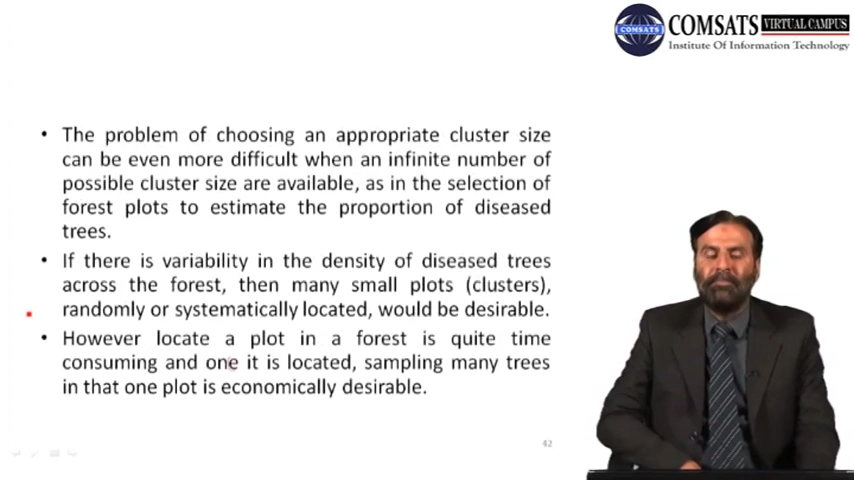 COMSATS VIRTUAL CAMPUS
COMSATS
Institute Of Information Technology
• The problem of choosing an appropriate cluster size
can be even more difficult when an infinite number of
possible cluster size are available, as in the selection of
forest plots to estimate the proportion of diseased
trees.
• If there is variability in the density of diseased trees
across the forest, then many small plots (clusters),
randomly or systematically located, would be desirable.
• However locate a plot in a forest is quite time
consuming and one it is located, sampling many trees
in that one plot is economically desirable.
42